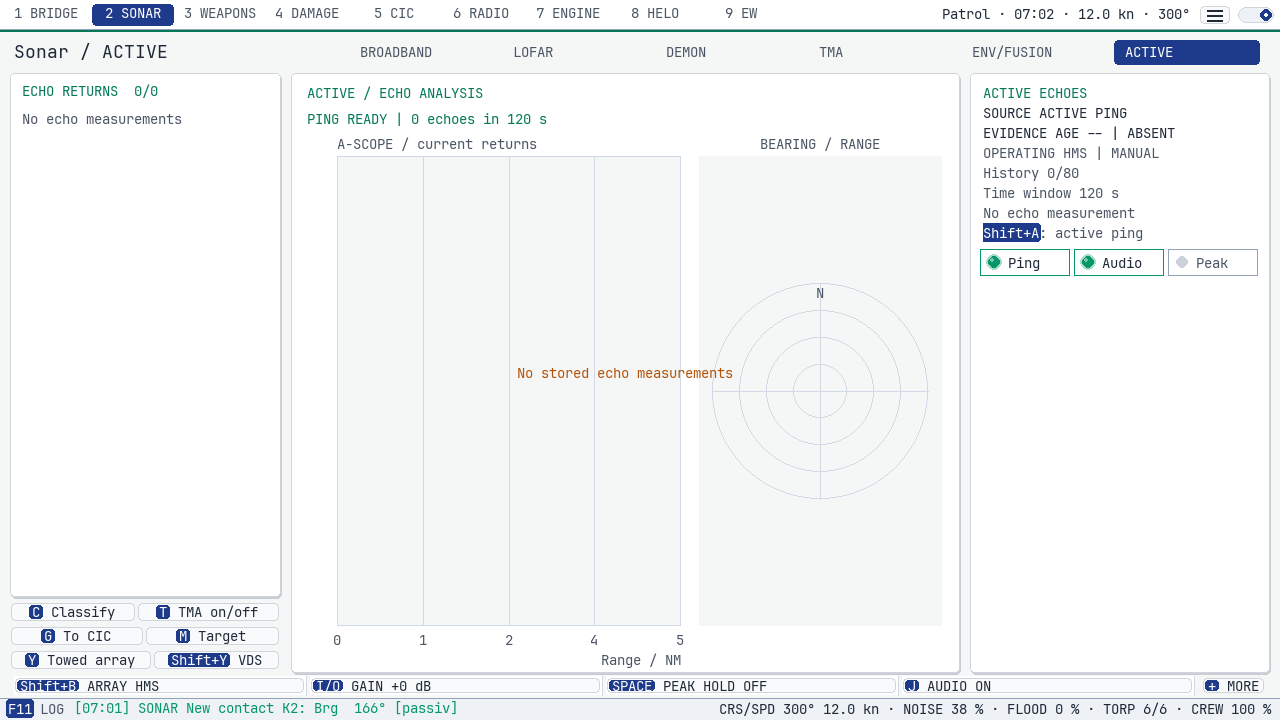 1 BRIDGE 2 SONAR 3 WEAPONS 4 DAMAGE 5 CIC 6 RADIO 7 ENGINE 8 HELO 9 EW Patrol · 07:02 · 12.0 kn · 300°
Sonar / ACTIVE BROADBAND LOFAR DEMON TMA ENV/FUSION ACTIVE
ECHO RETURNS 0/0
No echo measurements
C Classify T TMA on/off
G To CIC M Target
Y Towed array Shift+Y VDS
ACTIVE / ECHO ANALYSIS
PING READY | 0 echoes in 120 s
A-SCOPE / current returns BEARING / RANGE
N
No stored echo measurements
0 1 2 4 5
Range / NM
ACTIVE ECHOES
SOURCE ACTIVE PING
EVIDENCE AGE -- | ABSENT
OPERATING HMS | MANUAL
History 0/80
Time window 120 s
No echo measurement
Shift+A: active ping
Ping Audio Peak
Shift+B ARRAY HMS I/O GAIN +0 dB SPACE PEAK HOLD OFF J AUDIO ON + MORE
F11 LOG [07:01] SONAR New contact K2: Brg 166° [passiv] CRS/SPD 300° 12.0 kn · NOISE 38 % · FLOOD 0 % · TORP 6/6 · CREW 100 %